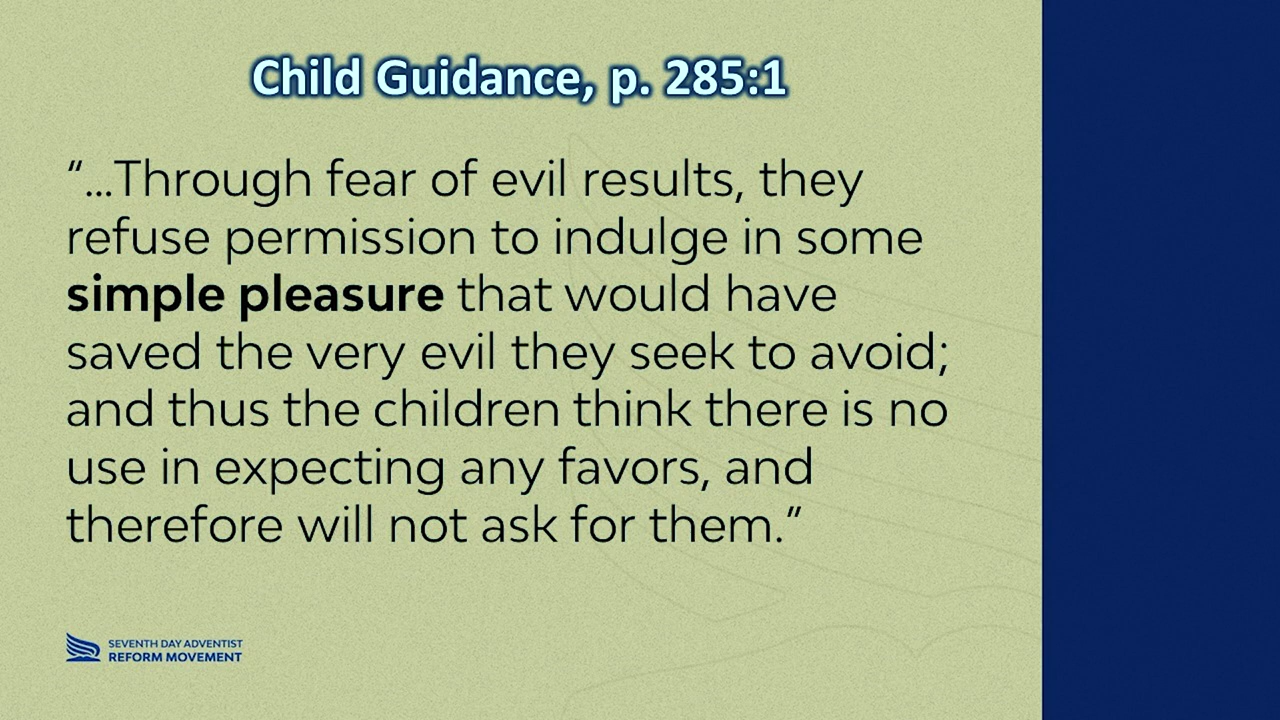 Child Guidance, p. 285:1
“…Through fear of evil results, they
refuse permission to indulge in some
simple pleasure that would have
saved the very evil they seek to avoid;
and thus the children think there is no
use in expecting any favors, and
therefore will not ask for them.”
SEVENTH DAY ADVENTIST
REFORM MOVEMENT